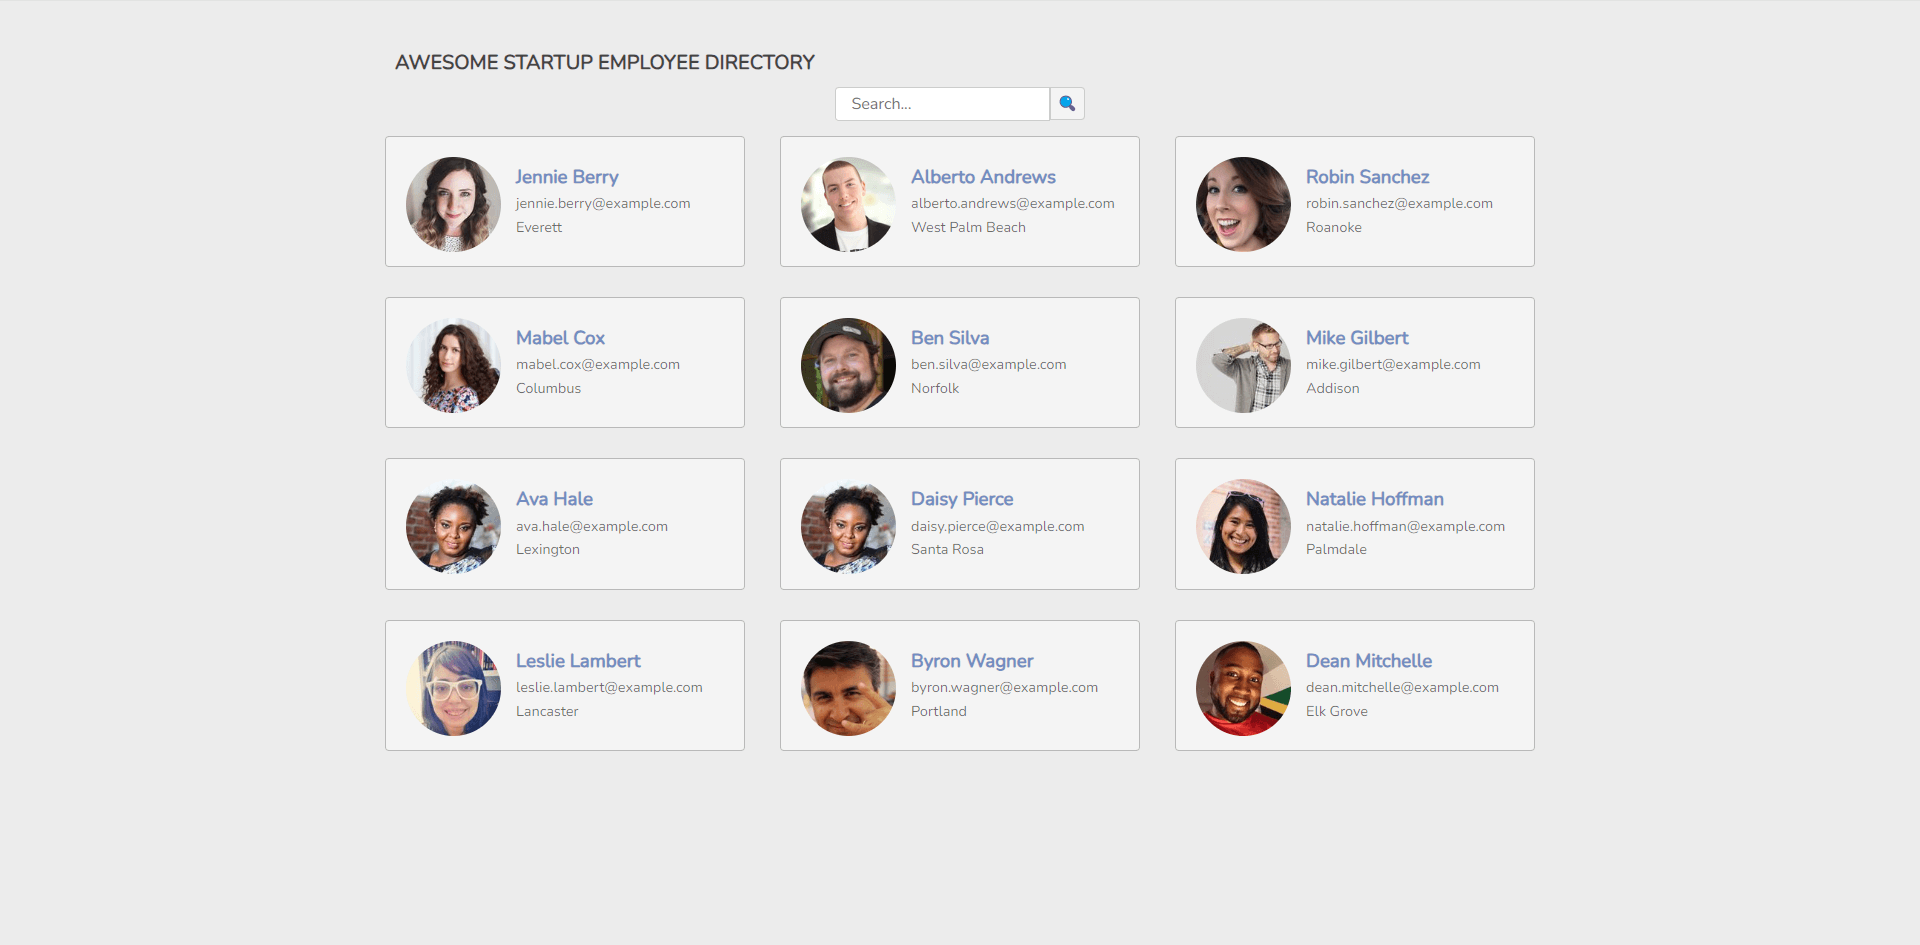 AWESOME STARTUP EMPLOYEE DIRECTORY
Search...
Jennie Berry
jennie.berry@example.com
Everett
Alberto Andrews
alberto.andrews@example.com
West Palm Beach
Robin Sanchez
robin.sanchez@example.com
Roanoke
Mabel Cox
mabel.cox@example.com
Columbus
Ben Silva
ben.silva@example.com
Norfolk
Mike Gilbert
mike.gilbert@example.com
Addison
Ava Hale
ava.hale@example.com
Lexington
Daisy Pierce
daisy.pierce@example.com
Santa Rosa
Natalie Hoffman
natalie.hoffman@example.com
Palmdale
Leslie Lambert
leslie.lambert@example.com
Lancaster
Byron Wagner
byron.wagner@example.com
Portland
Dean Mitchelle
dean.mitchelle@example.com
Elk Grove